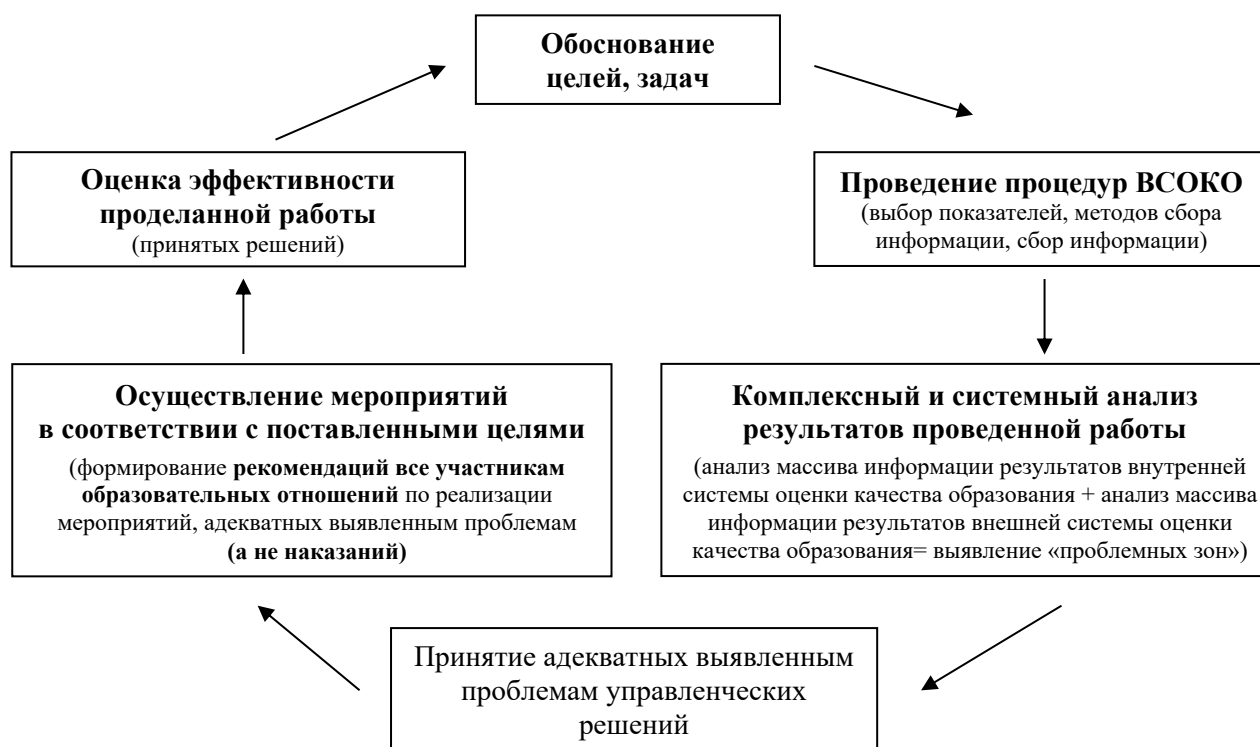 Обоснование
целей, задач
Оценка эффективности
проделанной работы
(принятых решений)
Проведение процедур ВСОКО
(выбор показателей, методов сбора
информации, сбор информации)
Осуществление мероприятий
в соответствии с поставленными целями
(формирование рекомендаций все участникам
образовательных отношений по реализации
мероприятий, адекватных выявленным проблемам
(а не наказаний)
Комплексный и системный анализ
результатов проведенной работы
(анализ массива информации результатов внутренней
системы оценки качества образования + анализ массива
информации результатов внешней системы оценки
качества образования= выявление «проблемных зон»)
Принятие адекватных выявленным
проблемам управленческих
решений